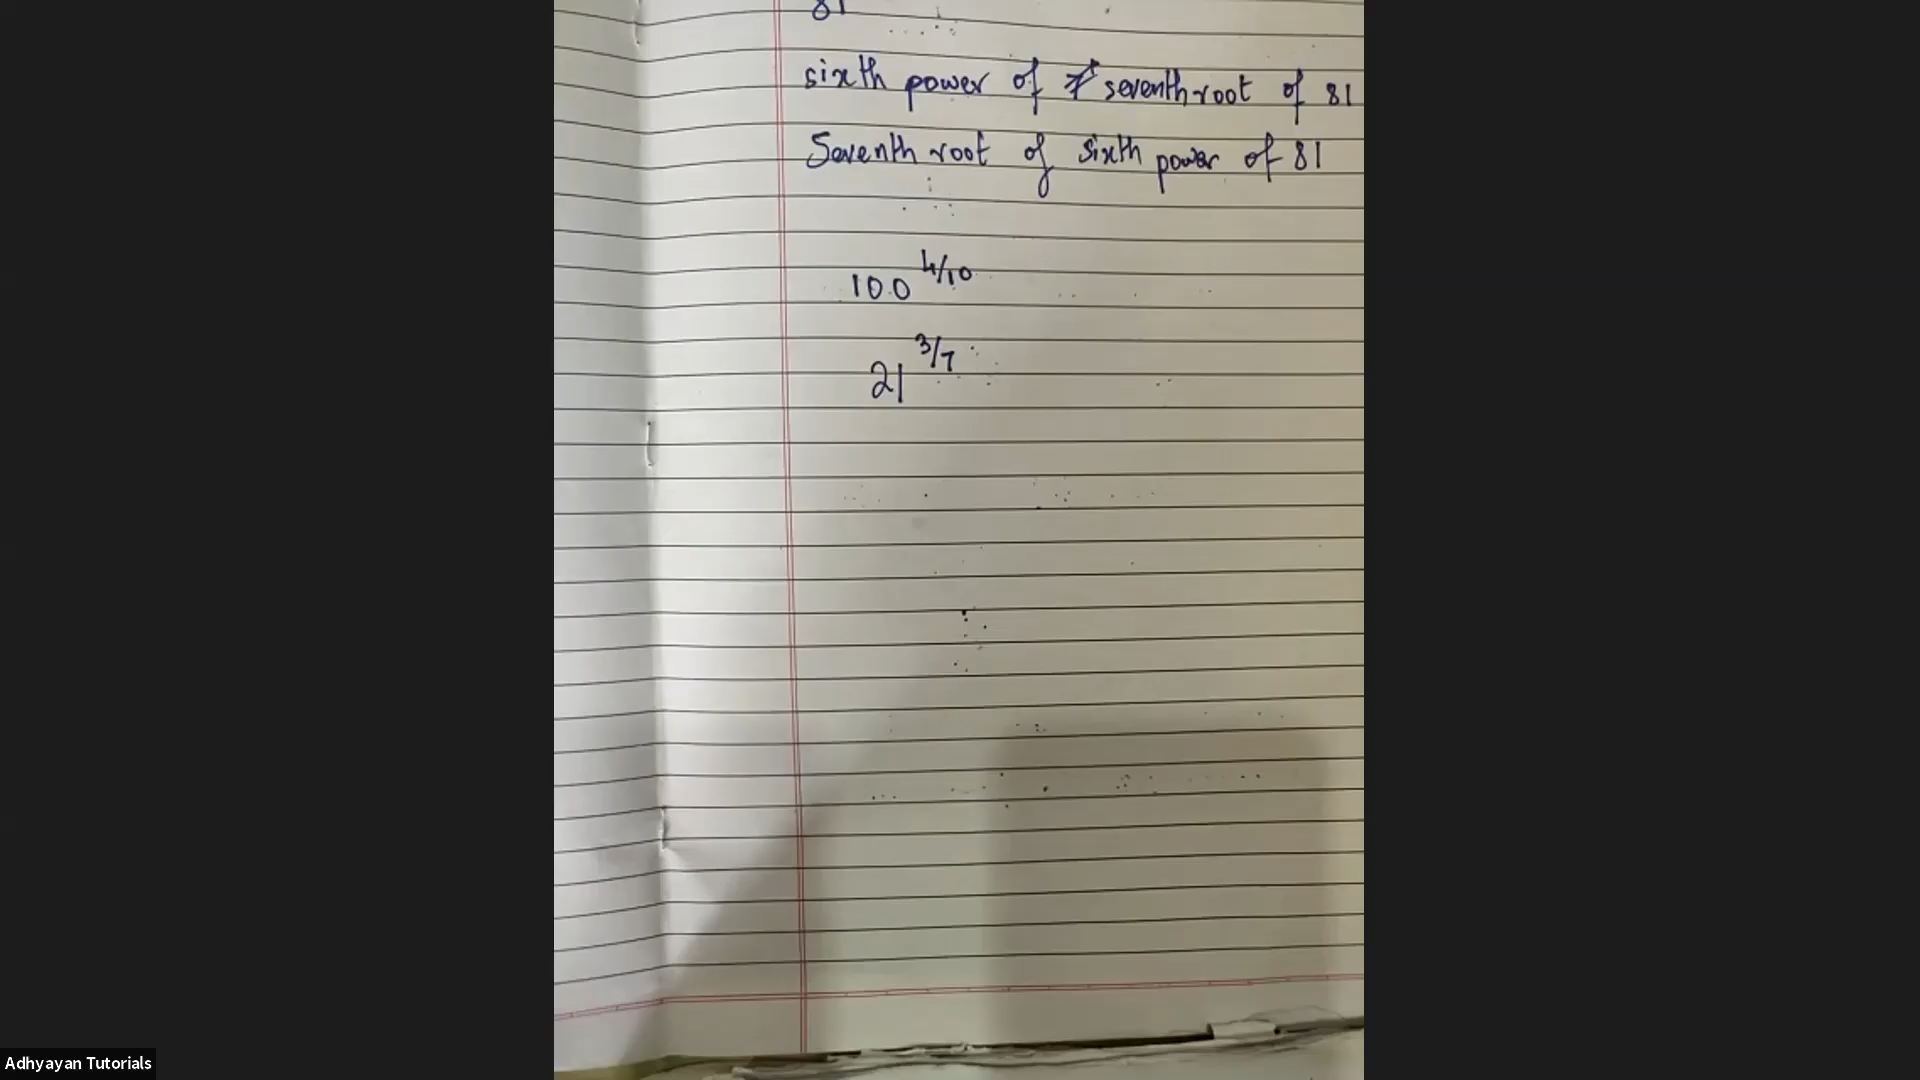 81
sixth power of seventh root of 81
Seventh root of sixth power of 81
100^4/10
21^3/7
Adhyayan Tutorials